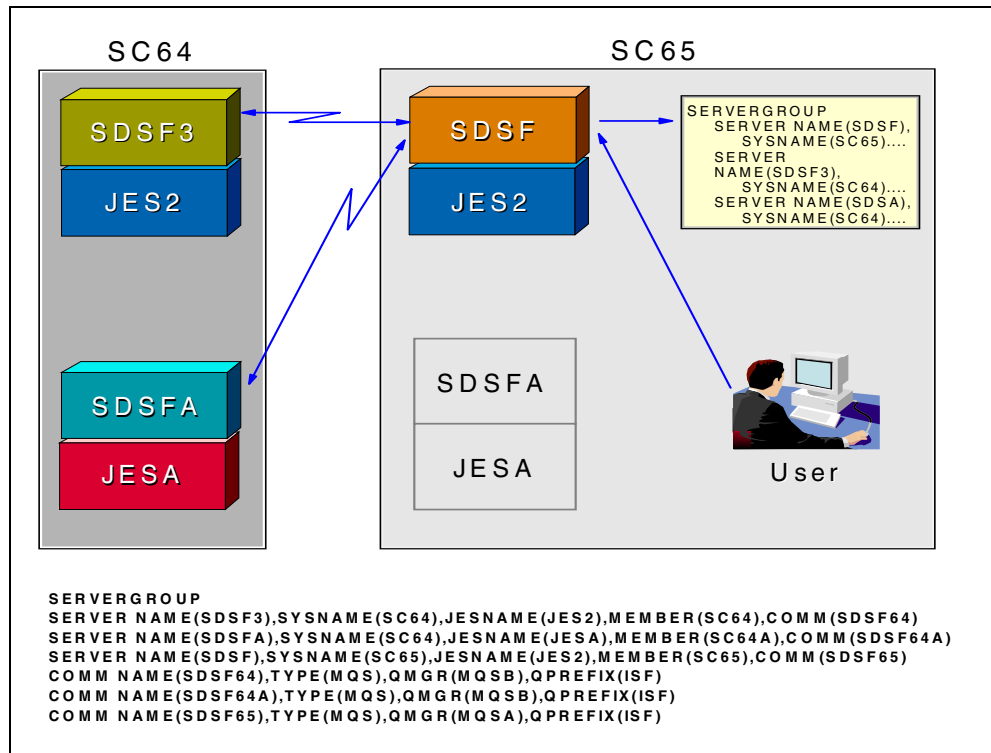 SC64
SC65
SDSF3
JES2
SDSF
JES2
SERVERGROUP
SERVER NAME(SDSF),
SYSNAME(SC65)....
SERVER
NAME(SDSF3),
SYSNAME(SC64)....
SERVER NAME(SDSA),
SYSNAME(SC64)....
SDSFA
JESA
SDSFA
JESA
User
SERVERGROUP
SERVER NAME(SDSF3),SYSNAME(SC64),JESNAME(JES2),MEMBER(SC64),COMM(SDSF64)
SERVER NAME(SDSFA),SYSNAME(SC64),JESNAME(JESA),MEMBER(SC64A),COMM(SDSF64A)
SERVER NAME(SDSF),SYSNAME(SC65),JESNAME(JES2),MEMBER(SC65),COMM(SDSF65)
COMM NAME(SDSF64),TYPE(MQS),QMGR(MQSB),QPREFIX(ISF)
COMM NAME(SDSF64A),TYPE(MQS),QMGR(MQSB),QPREFIX(ISF)
COMM NAME(SDSF65),TYPE(MQS),QMGR(MQSA),QPREFIX(ISF)